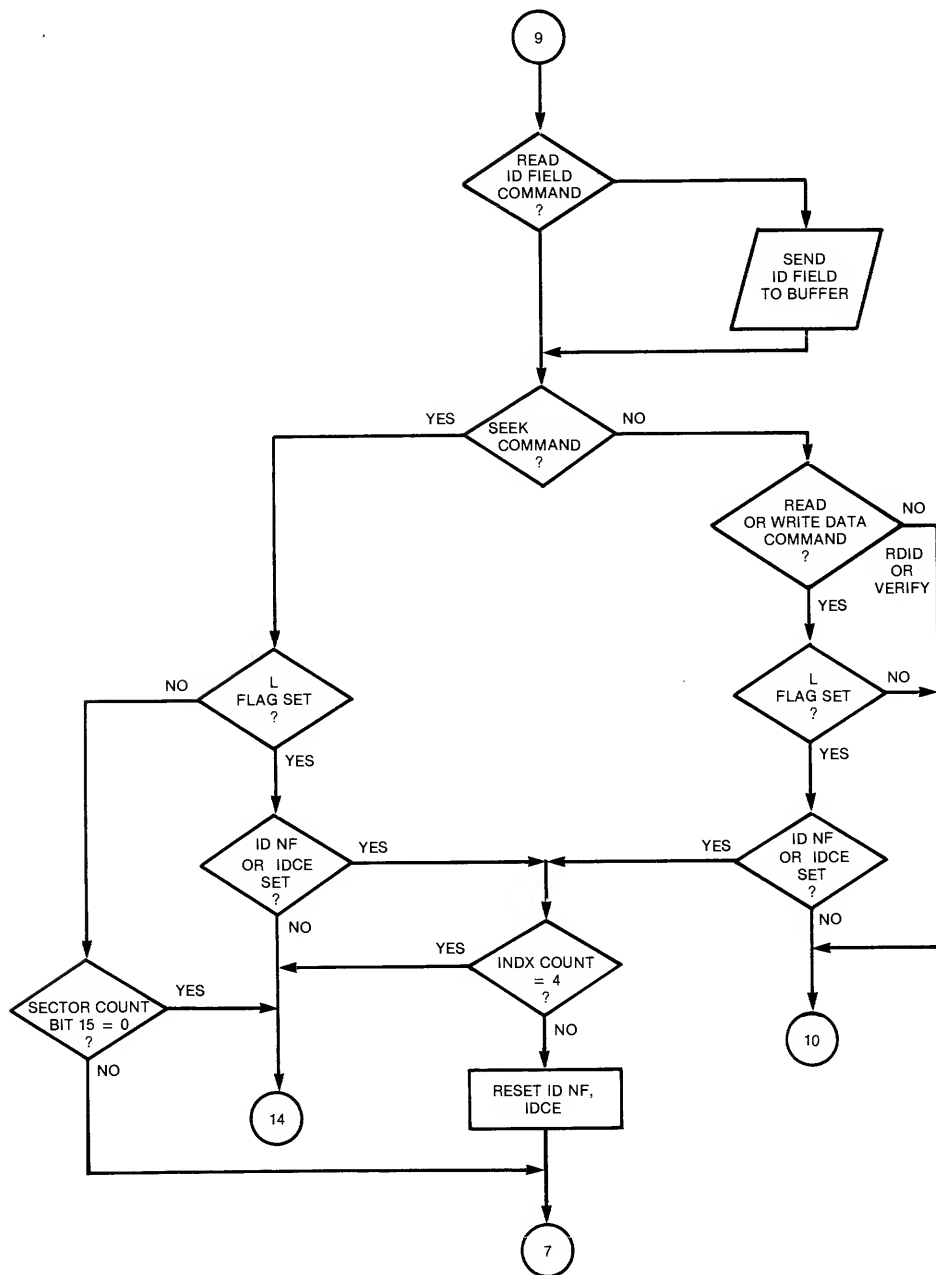 9
READ
ID FIELD
COMMAND
?
SEND
ID FIELD
TO BUFFER
YES
SEEK
COMMAND
?
NO
READ
OR WRITE DATA
COMMAND
?
NO
RDID
OR
VERIFY
YES
NO
L
FLAG SET
?
YES
L
FLAG SET
?
NO
YES
ID NF
OR IDCE
SET
?
YES
NO
YES
ID NF
OR IDCE
SET
?
NO
YES
INDX COUNT
= 4
?
NO
SECTOR COUNT
BIT 15 = 0
?
YES
NO
10
RESET ID NF,
IDCE
14
7